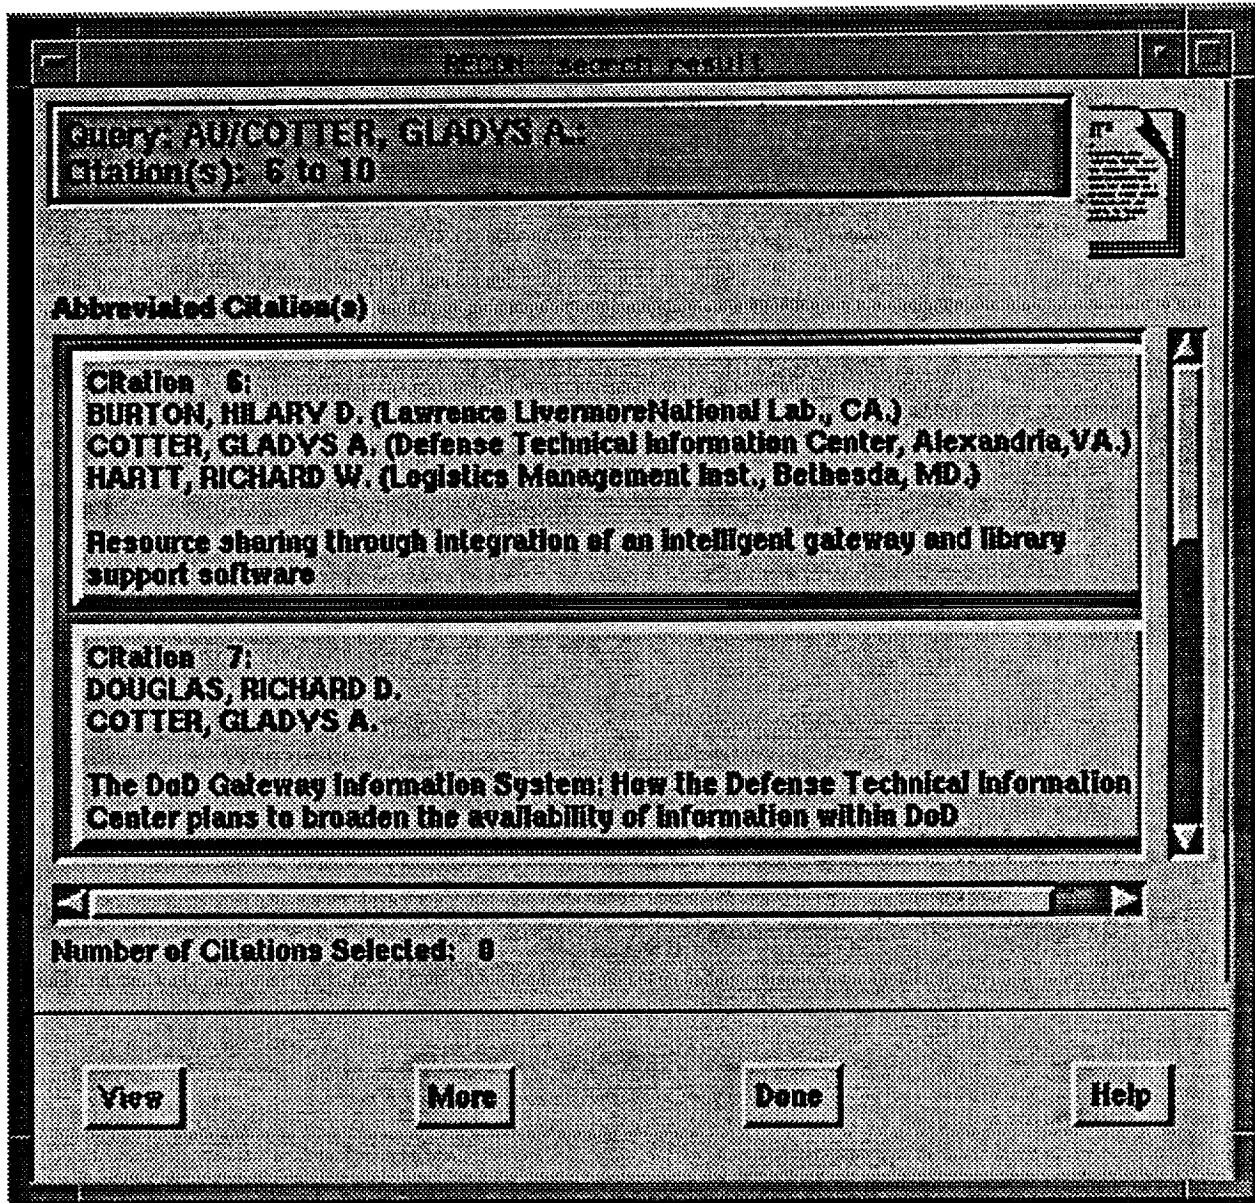 RECON search result
Query: AU/COTTER, GLADYS A.:
Citation(s): 6 to 10
Abbreviated Citation(s)
Citation 6:
BURTON, HILARY D. (Lawrence LivermoreNational Lab., CA.)
COTTER, GLADYS A. (Defense Technical Information Center, Alexandria,VA.)
HARTT, RICHARD W. (Logistics Management Inst., Bethesda, MD.)
Resource sharing through integration of an intelligent gateway and library
support software
Citation 7:
DOUGLAS, RICHARD D.
COTTER, GLADYS A.
The DoD Gateway Information System: How the Defense Technical Information
Center plans to broaden the availability of information within DoD
Number of Citations Selected: 0
View More Done Help